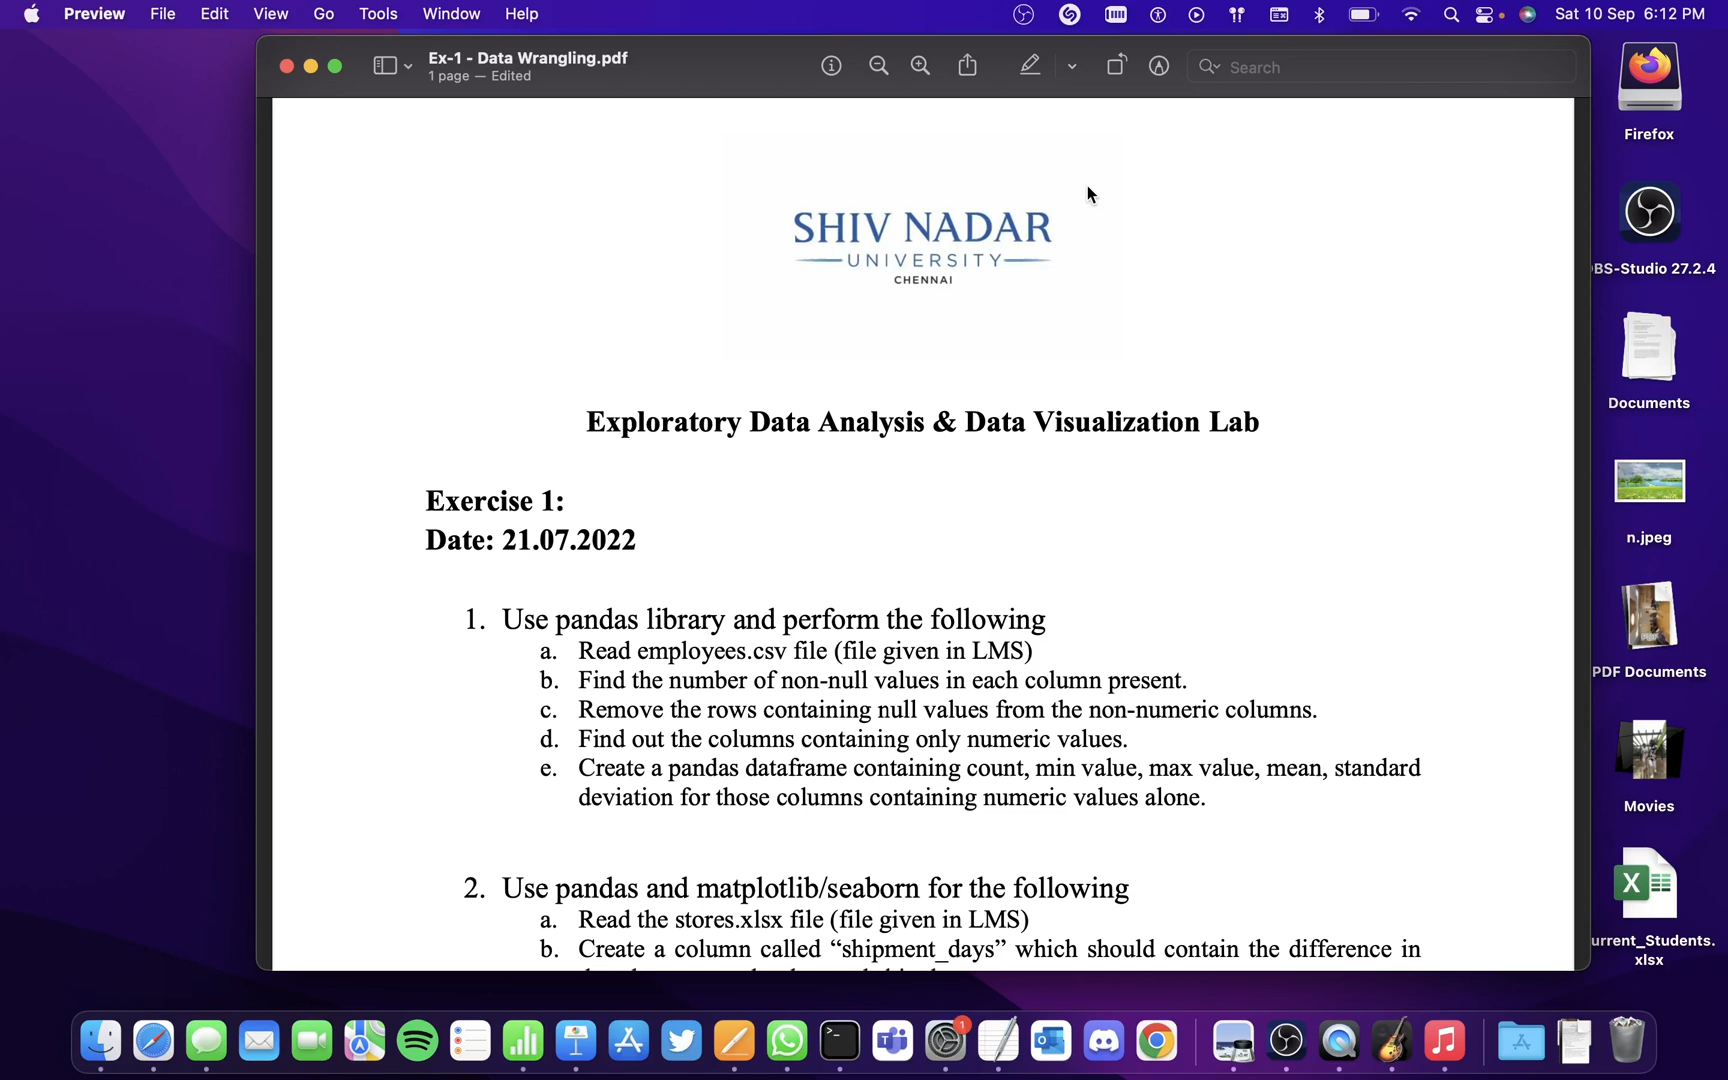 Preview File Edit View Go Tools Window Help Sat 10 Sep 6:12 PM
Ex-1 - Data Wrangling.pdf
1 page — Edited
Search
SHIV NADAR
UNIVERSITY
CHENNAI
Exploratory Data Analysis & Data Visualization Lab
Exercise 1:
Date: 21.07.2022
1. Use pandas library and perform the following
a. Read employees.csv file (file given in LMS)
b. Find the number of non-null values in each column present.
c. Remove the rows containing null values from the non-numeric columns.
d. Find out the columns containing only numeric values.
e. Create a pandas dataframe containing count, min value, max value, mean, standard
deviation for those columns containing numeric values alone.
2. Use pandas and matplotlib/seaborn for the following
a. Read the stores.xlsx file (file given in LMS)
b. Create a column called “shipment_days” which should contain the difference in
Firefox
BS-Studio 27.2.4
Documents
n.jpeg
PDF Documents
Movies
urrent_Students.
xlsx
1